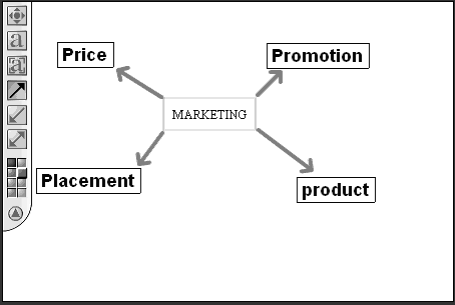 Price
Promotion
MARKETING
Placement
product
a
a